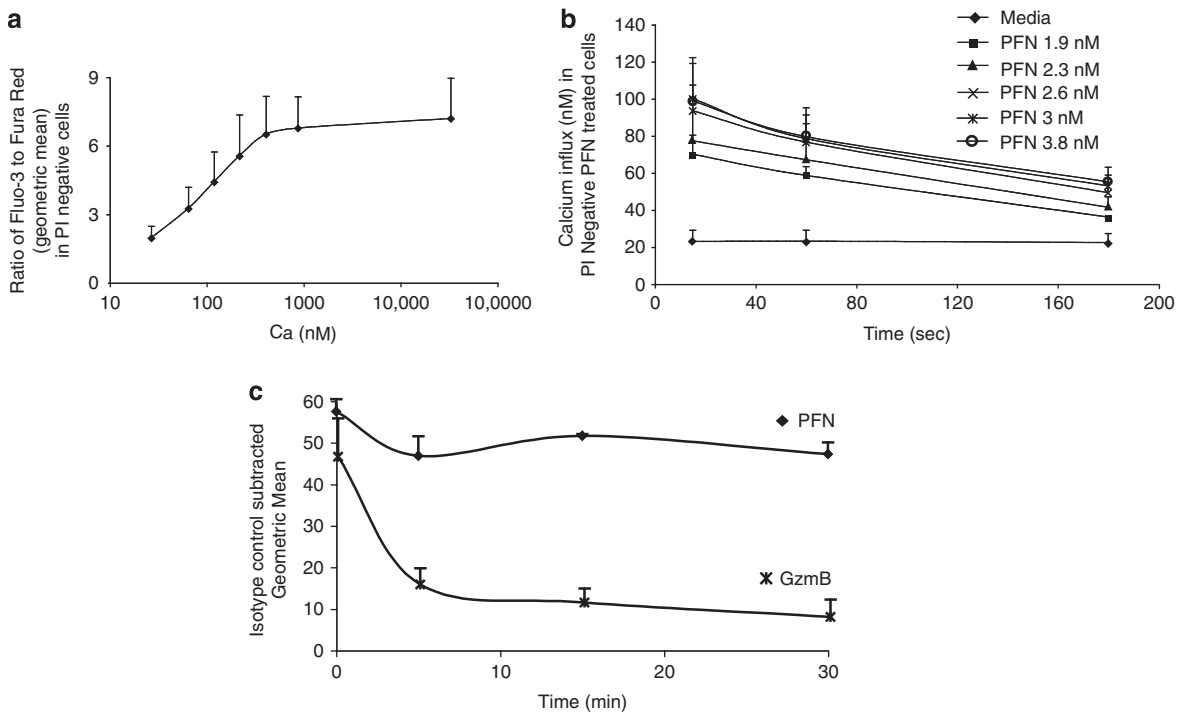 a
Ratio of Fluo-3 to Fura Red
(geometric mean)
in PI negative cells
9
6
3
0
10
100
1000
10,000
10,0000
Ca (nM)
b
Calcium influx (nM) in
PI Negative PFN treated cells
140
120
100
80
60
40
20
0
0
40
80
120
160
200
Time (sec)
Media
PFN 1.9 nM
PFN 2.3 nM
PFN 2.6 nM
PFN 3 nM
PFN 3.8 nM
c
Isotype control subtracted
Geometric Mean
60
50
40
30
20
10
0
0
10
20
30
Time (min)
PFN
GzmB